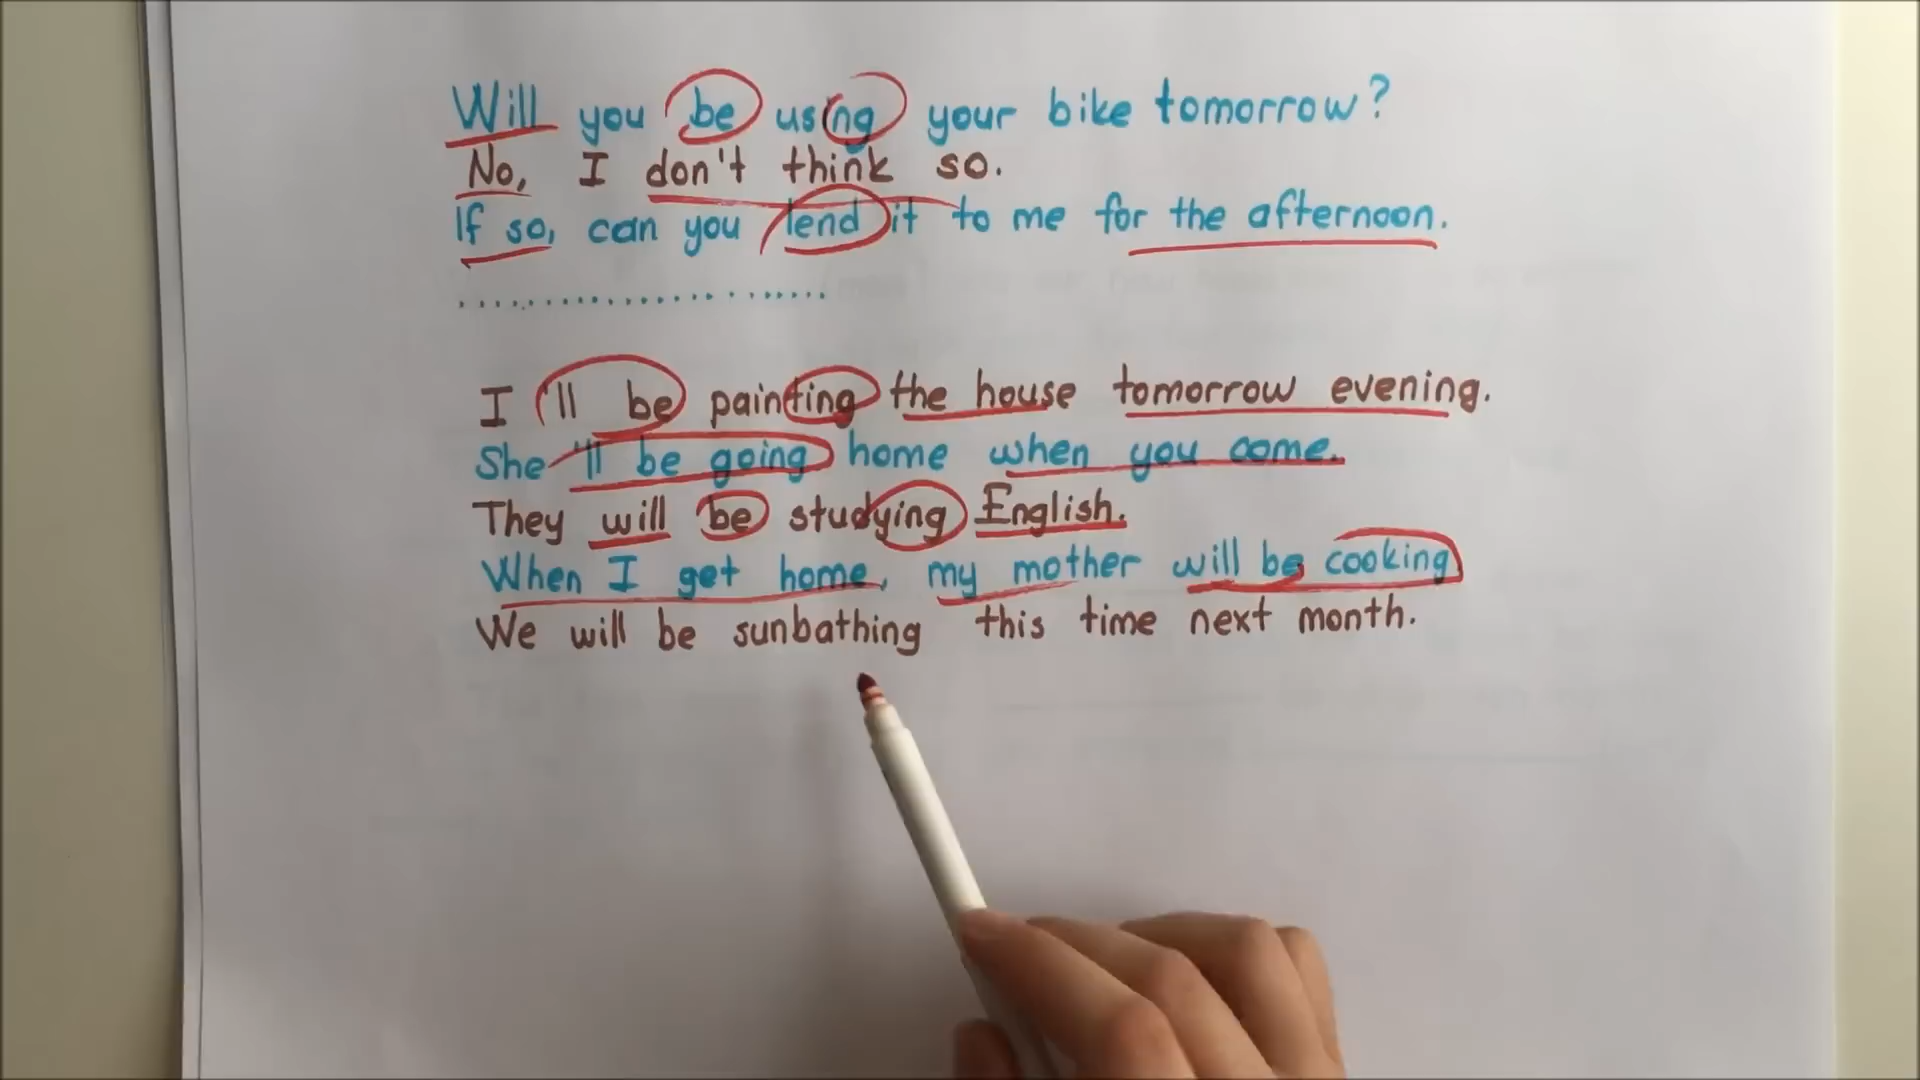 Will you be using your bike tomorrow?
No, I don't think so.
If so, can you lend it to me for the afternoon.
........................
I 'll be painting the house tomorrow evening.
She 'll be going home when you come.
They will be studying English.
When I get home, my mother will be cooking
We will be sunbathing this time next month.